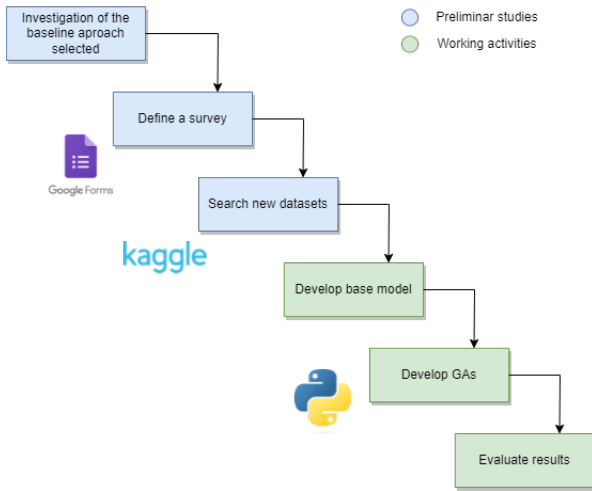 Investigation of the
baseline aproach
selected
Preliminar studies
Working activities
Define a survey
Google Forms
Search new datasets
kaggle
Develop base model
Develop GAs
Evaluate results